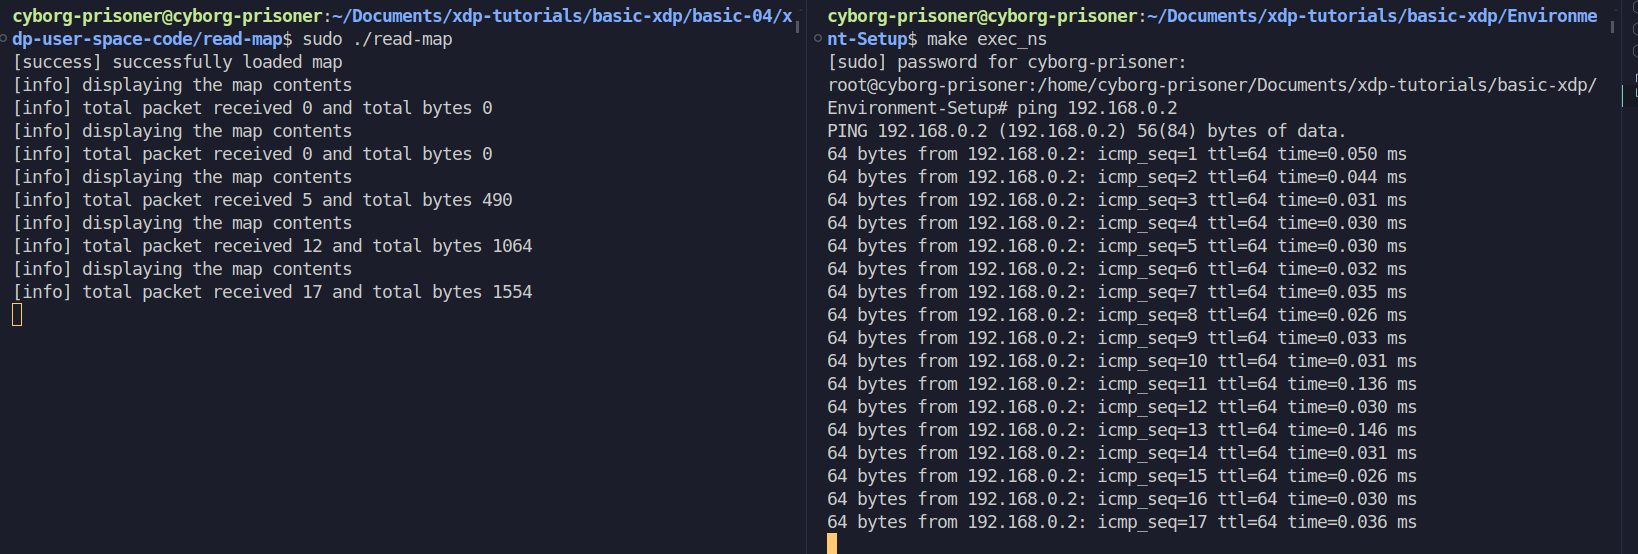 cyborg-prisoner@cyborg-prisoner:~/Documents/xdp-tutorials/basic-xdp/basic-04/x
dp-user-space-code/read-map$ sudo ./read-map
[success] successfully loaded map
[info] displaying the map contents
[info] total packet received 0 and total bytes 0
[info] displaying the map contents
[info] total packet received 0 and total bytes 0
[info] displaying the map contents
[info] total packet received 5 and total bytes 490
[info] displaying the map contents
[info] total packet received 12 and total bytes 1064
[info] displaying the map contents
[info] total packet received 17 and total bytes 1554
cyborg-prisoner@cyborg-prisoner:~/Documents/xdp-tutorials/basic-xdp/Environme
nt-Setup$ make exec_ns
[sudo] password for cyborg-prisoner:
root@cyborg-prisoner:/home/cyborg-prisoner/Documents/xdp-tutorials/basic-xdp/
Environment-Setup# ping 192.168.0.2
PING 192.168.0.2 (192.168.0.2) 56(84) bytes of data.
64 bytes from 192.168.0.2: icmp_seq=1 ttl=64 time=0.050 ms
64 bytes from 192.168.0.2: icmp_seq=2 ttl=64 time=0.044 ms
64 bytes from 192.168.0.2: icmp_seq=3 ttl=64 time=0.031 ms
64 bytes from 192.168.0.2: icmp_seq=4 ttl=64 time=0.030 ms
64 bytes from 192.168.0.2: icmp_seq=5 ttl=64 time=0.030 ms
64 bytes from 192.168.0.2: icmp_seq=6 ttl=64 time=0.032 ms
64 bytes from 192.168.0.2: icmp_seq=7 ttl=64 time=0.035 ms
64 bytes from 192.168.0.2: icmp_seq=8 ttl=64 time=0.026 ms
64 bytes from 192.168.0.2: icmp_seq=9 ttl=64 time=0.033 ms
64 bytes from 192.168.0.2: icmp_seq=10 ttl=64 time=0.031 ms
64 bytes from 192.168.0.2: icmp_seq=11 ttl=64 time=0.136 ms
64 bytes from 192.168.0.2: icmp_seq=12 ttl=64 time=0.030 ms
64 bytes from 192.168.0.2: icmp_seq=13 ttl=64 time=0.146 ms
64 bytes from 192.168.0.2: icmp_seq=14 ttl=64 time=0.031 ms
64 bytes from 192.168.0.2: icmp_seq=15 ttl=64 time=0.026 ms
64 bytes from 192.168.0.2: icmp_seq=16 ttl=64 time=0.030 ms
64 bytes from 192.168.0.2: icmp_seq=17 ttl=64 time=0.036 ms